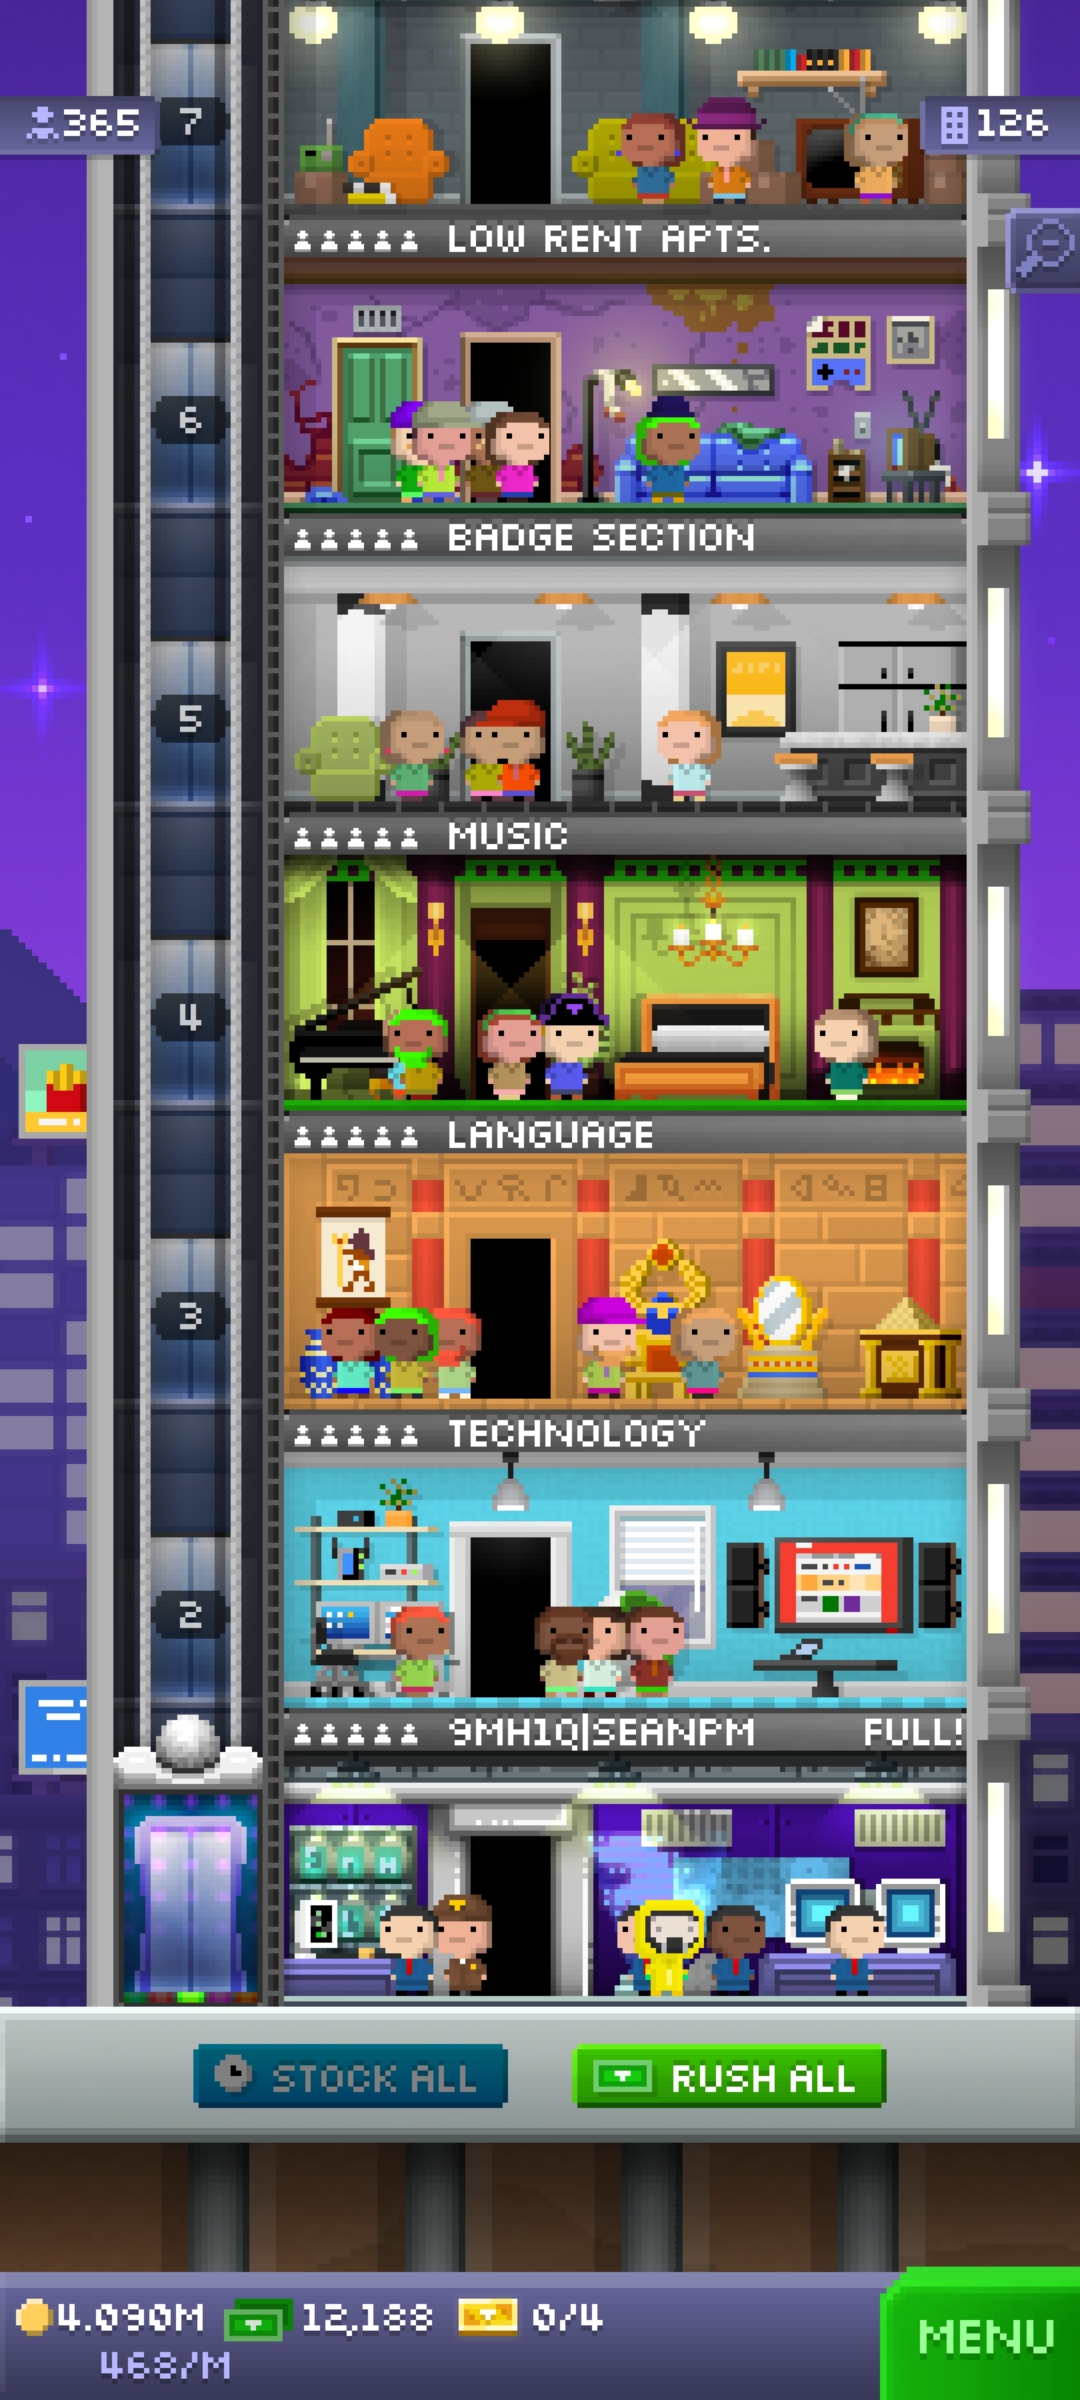 365
7
126
LOW RENT APTS.
6
BADGE SECTION
5
MUSIC
4
LANGUAGE
3
TECHNOLOGY
2
9MH1Q|SEANPM FULL!
STOCK ALL
RUSH ALL
4.090M
12,188
0/4
468/M
MENU